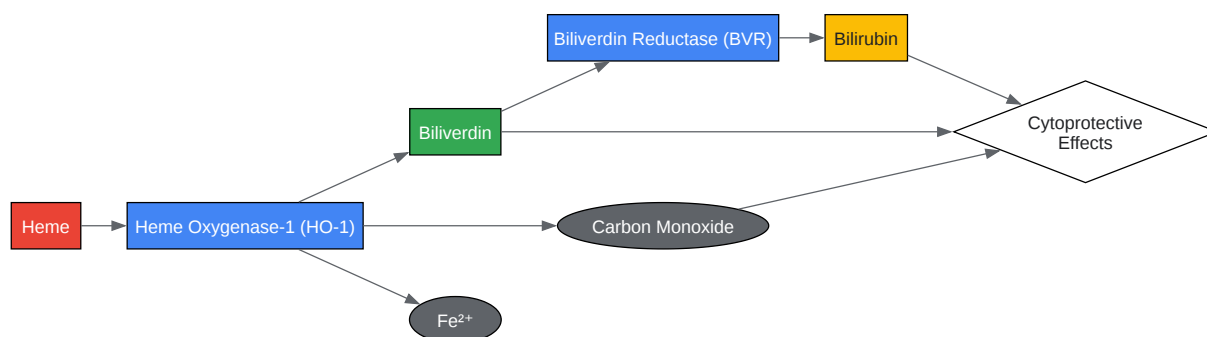 Biliverdin Reductase (BVR)
Bilirubin
Biliverdin
Cytoprotective
Effects
Heme
Heme Oxygenase-1 (HO-1)
Carbon Monoxide
Fe²⁺